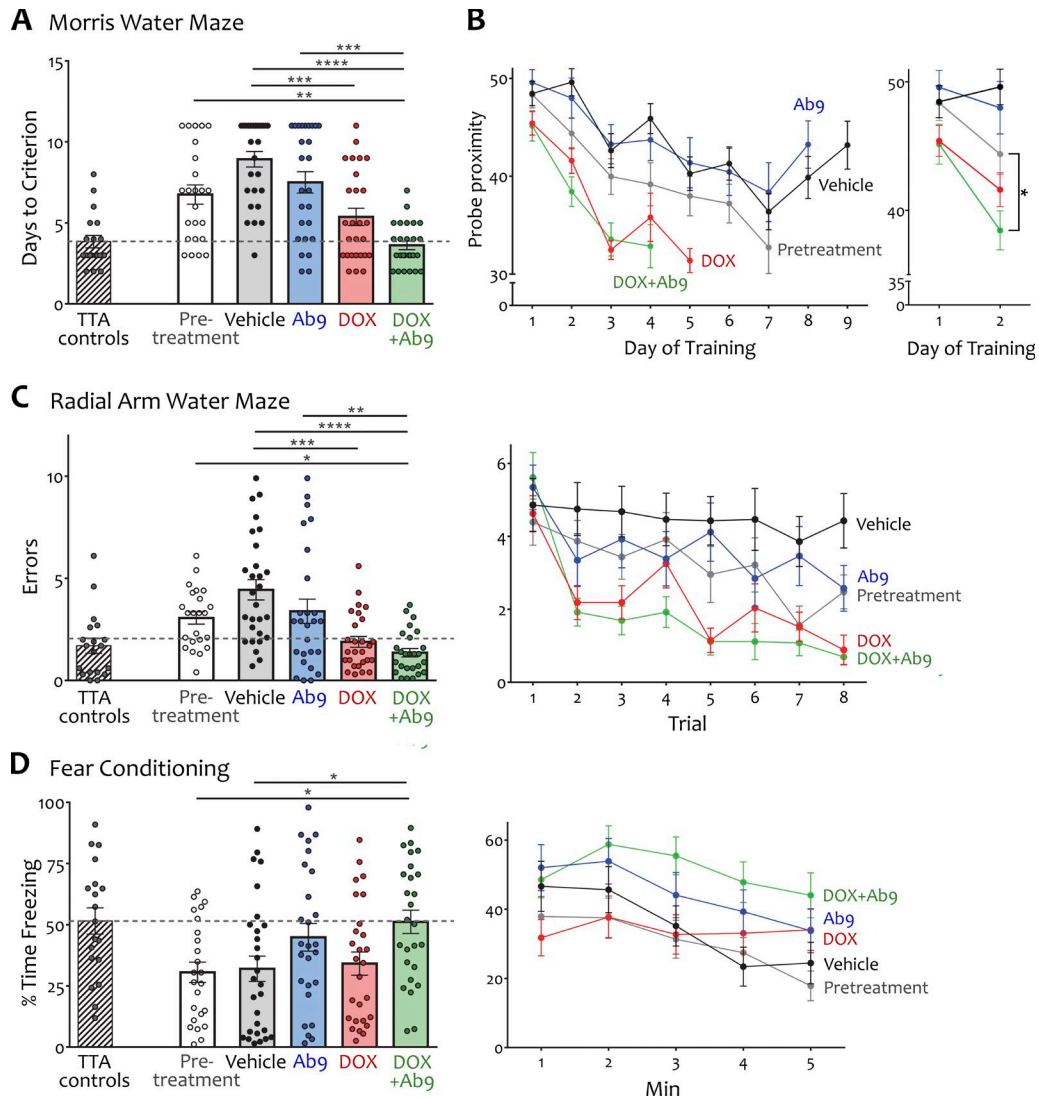 A Morris Water Maze
***
****
***
**
15
10
5
0
Days to Criterion
TTA controls
Pre-treatment
Vehicle
Ab9
DOX
DOX +Ab9
B
50
40
30
0
Probe proximity
Ab9
Vehicle
Pretreatment
DOX
DOX+Ab9
1 2 3 4 5 6 7 8 9
Day of Training
50
40
35
0
*
1 2
Day of Training
C Radial Arm Water Maze
**
****
***
*
10
5
0
Errors
TTA controls
Pre-treatment
Vehicle
Ab9
DOX
DOX +Ab9
6
4
2
0
Vehicle
Ab9
Pretreatment
DOX
DOX+Ab9
1 2 3 4 5 6 7 8
Trial
D Fear Conditioning
*
*
100
75
50
25
0
% Time Freezing
TTA controls
Pre-treatment
Vehicle
Ab9
DOX
DOX +Ab9
60
40
20
0
DOX+Ab9
Ab9
DOX
Vehicle
Pretreatment
1 2 3 4 5
Min